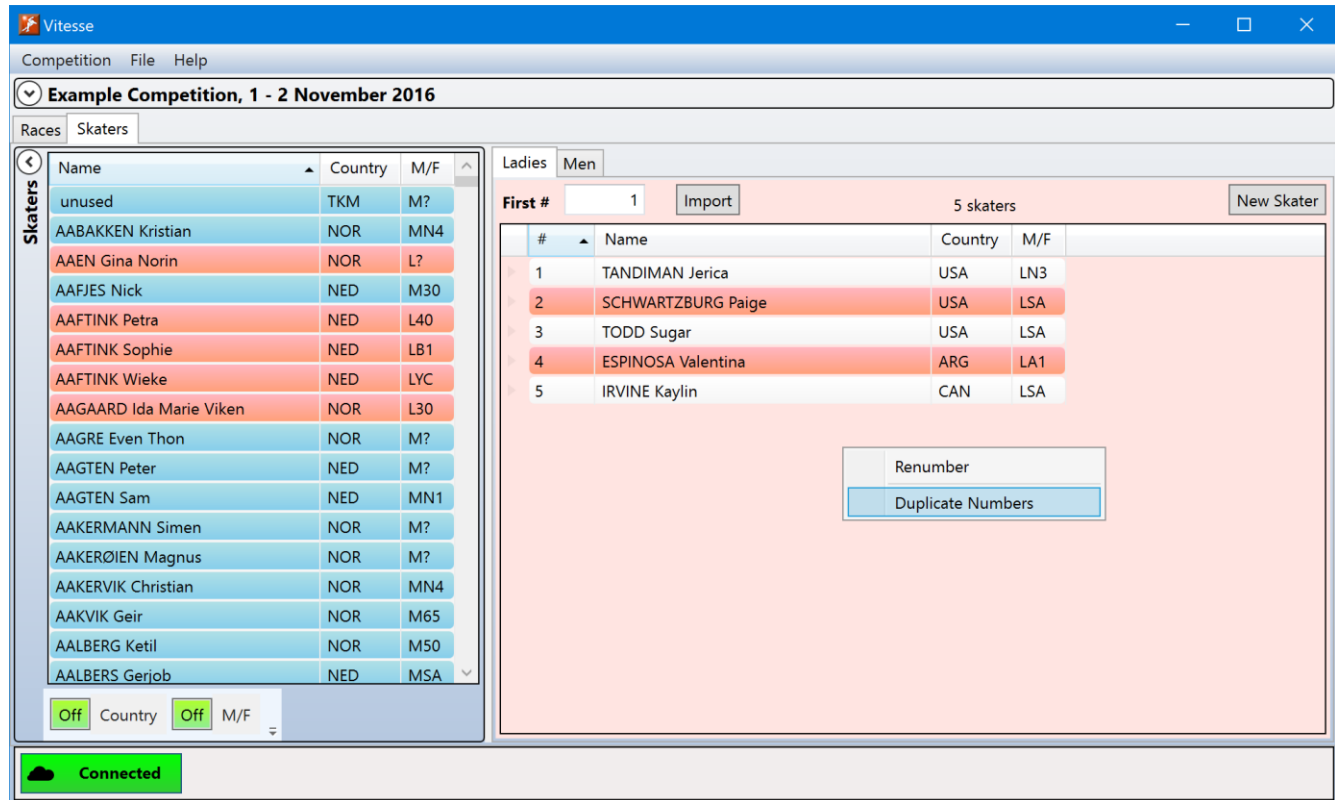 Vitesse
Competition File Help
Example Competition, 1 - 2 November 2016
Races Skaters
Skaters
Name Country M/F
unused TKM M?
AABAKKEN Kristian NOR MN4
AAEN Gina Norin NOR L?
AAFJES Nick NED M30
AAFTINK Petra NED L40
AAFTINK Sophie NED LB1
AAFTINK Wieke NED LYC
AAGAARD Ida Marie Viken NOR L30
AAGRE Even Thon NOR M?
AAGTEN Peter NED M?
AAGTEN Sam NED MN1
AAKERMANN Simen NOR M?
AAKERØIEN Magnus NOR M?
AAKERVIK Christian NOR MN4
AAKVIK Geir NOR M65
AALBERG Ketil NOR M50
AALBERS Gerjob NED MSA
Off Country Off M/F
Ladies Men
First # 1 Import 5 skaters New Skater
# Name Country M/F
1 TANDIMAN Jerica USA LN3
2 SCHWARTZBURG Paige USA LSA
3 TODD Sugar USA LSA
4 ESPINOSA Valentina ARG LA1
5 IRVINE Kaylin CAN LSA
Renumber
Duplicate Numbers
Connected